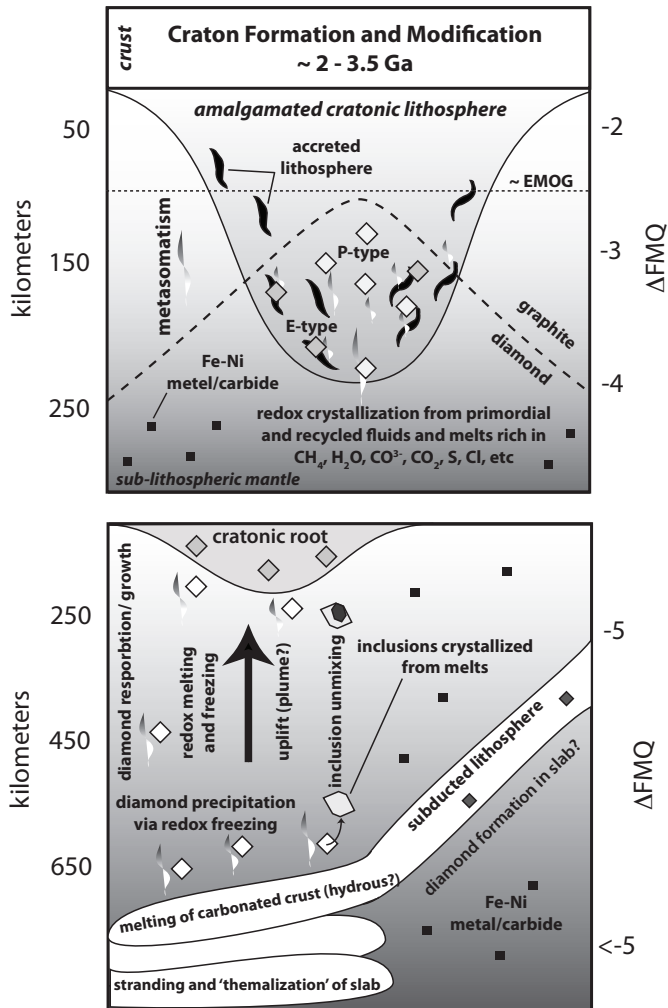 crust
Craton Formation and Modification
~ 2 - 3.5 Ga
amalgamated cratonic lithosphere
kilometers
50
150
250
accreted
lithosphere
~ EMOG
metasomatism
P-type
E-type
Fe-Ni
metel/carbide
graphite
diamond
redox crystallization from primordial
and recycled fluids and melts rich in
CH₄, H₂O, CO³⁻, CO₂, S, Cl, etc
sub-lithospheric mantle
-2
-3
-4
ΔFMQ
cratonic root
kilometers
250
450
650
diamond resporbtion/ growth
redox melting
and freezing
uplift (plume?)
inclusion unmixing
inclusions crystallized
from melts
diamond precipitation
via redox freezing
subducted lithosphere
diamond formation in slab?
melting of carbonated crust (hydrous?)
Fe-Ni
metal/carbide
stranding and ‘themalization’ of slab
-5
<-5
ΔFMQ